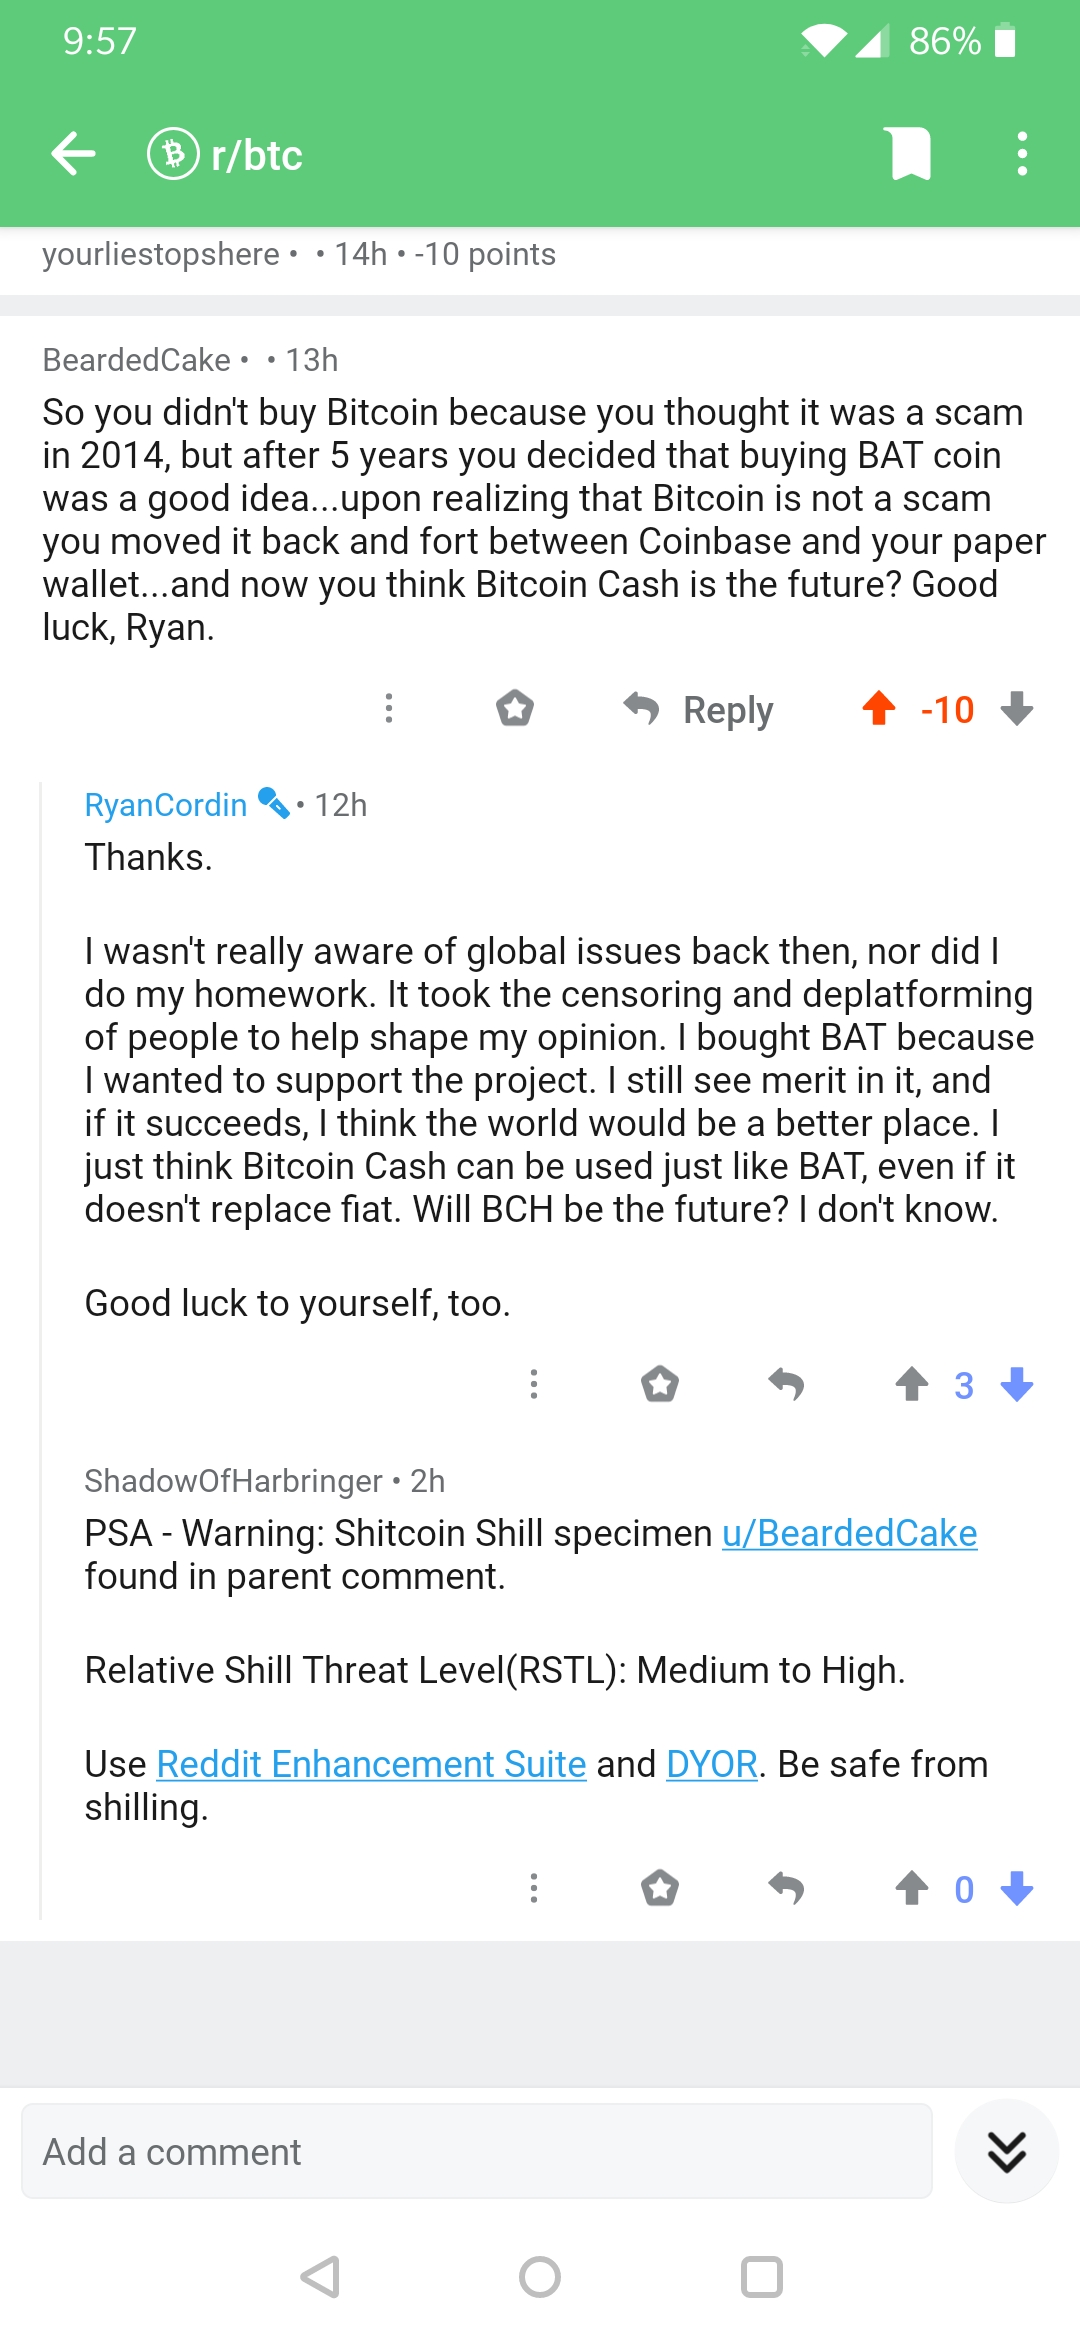 9:57
86%
r/btc
yourliestopshere • • 14h • -10 points
BeardedCake • • 13h
So you didn't buy Bitcoin because you thought it was a scam
in 2014, but after 5 years you decided that buying BAT coin
was a good idea...upon realizing that Bitcoin is not a scam
you moved it back and fort between Coinbase and your paper
wallet...and now you think Bitcoin Cash is the future? Good
luck, Ryan.
Reply -10
RyanCordin • 12h
Thanks.
I wasn't really aware of global issues back then, nor did I
do my homework. It took the censoring and deplatforming
of people to help shape my opinion. I bought BAT because
I wanted to support the project. I still see merit in it, and
if it succeeds, I think the world would be a better place. I
just think Bitcoin Cash can be used just like BAT, even if it
doesn't replace fiat. Will BCH be the future? I don't know.
Good luck to yourself, too.
3
ShadowOfHarbringer • 2h
PSA - Warning: Shitcoin Shill specimen u/BeardedCake
found in parent comment.
Relative Shill Threat Level(RSTL): Medium to High.
Use Reddit Enhancement Suite and DYOR. Be safe from
shilling.
0
Add a comment